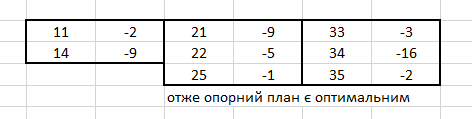 11 -2 21 -9 33 -3
14 -9 22 -5 34 -16
25 -1 35 -2
отже опорний план є оптимальним